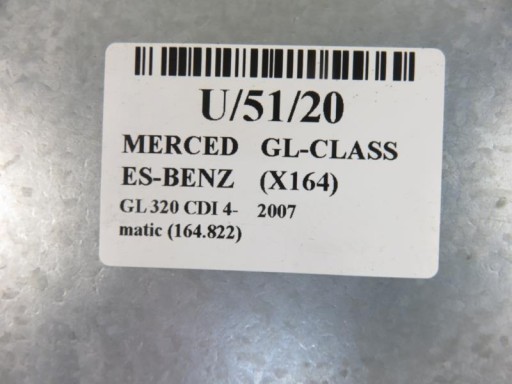 U/51/20
MERCED GL-CLASS
ES-BENZ (X164)
GL 320 CDI 4- 2007
matic (164.822)